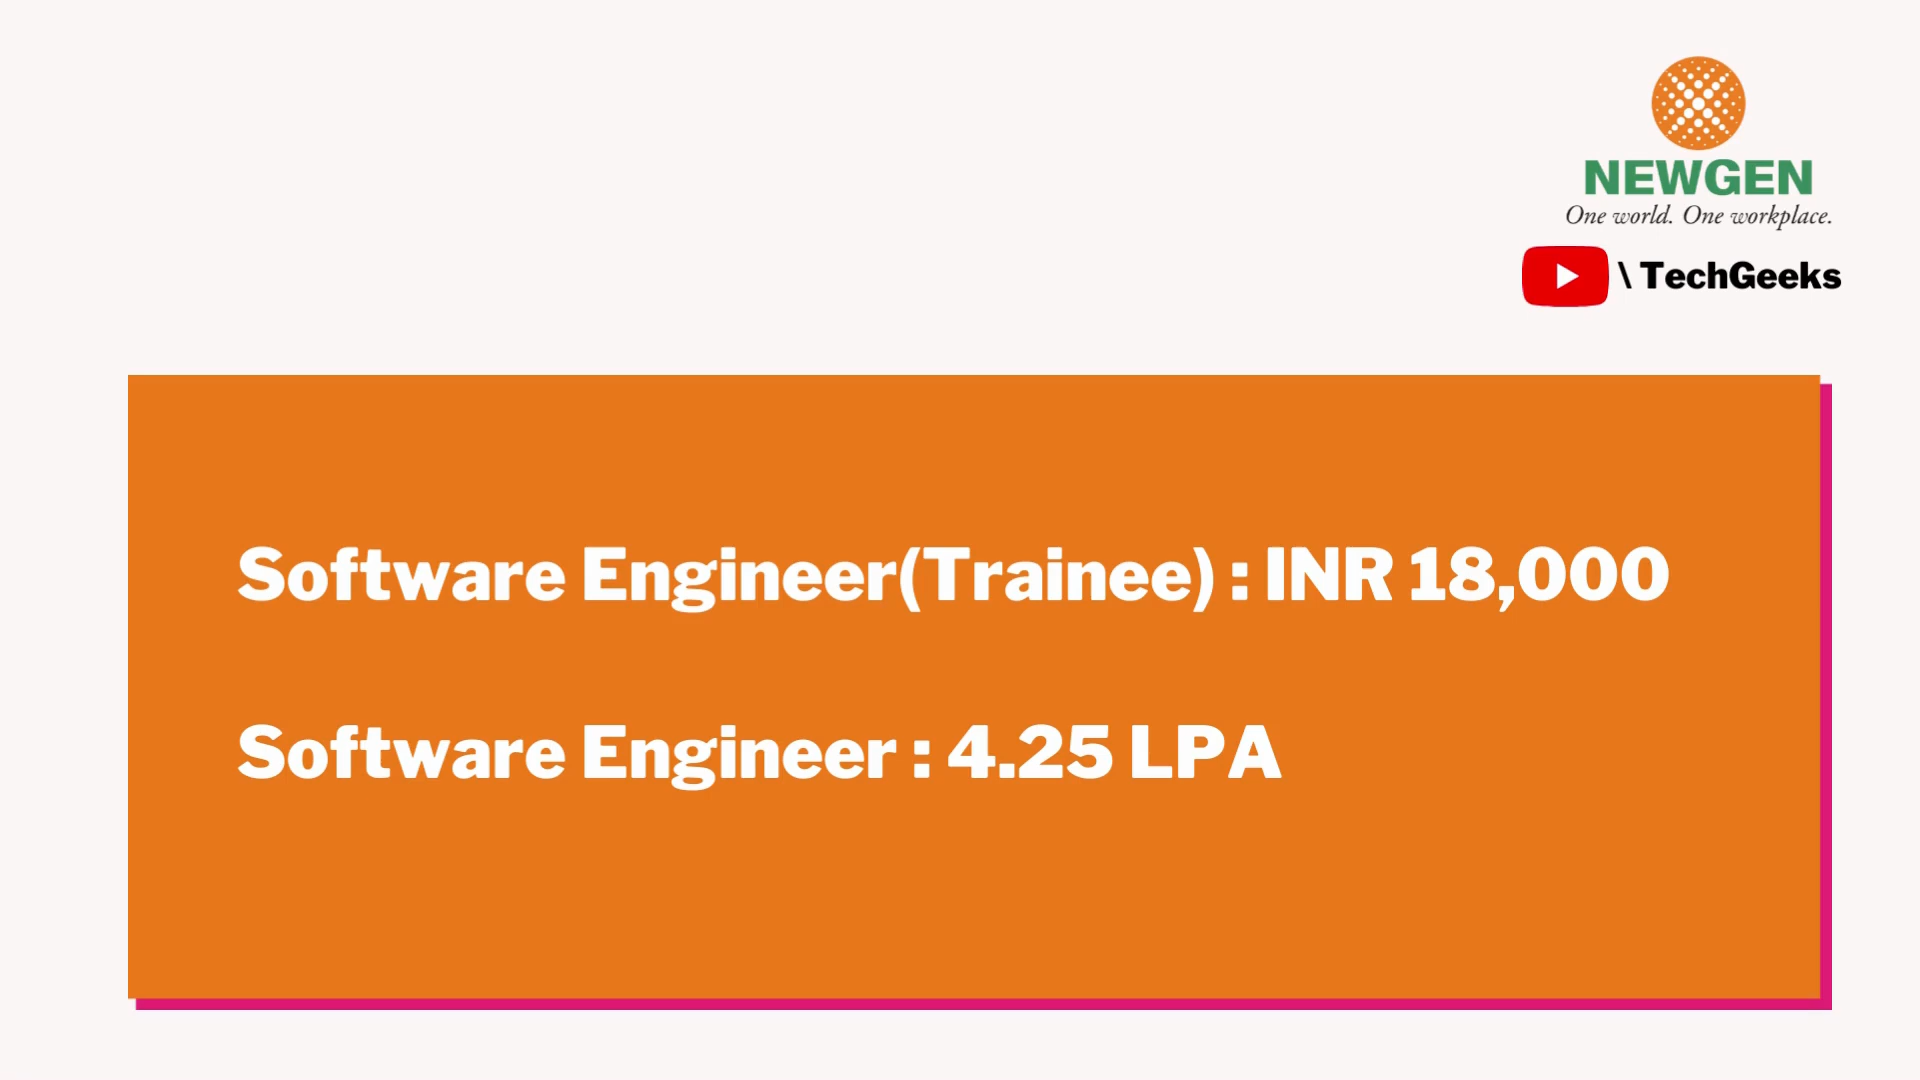 NEWGEN
One world. One workplace.
\ TechGeeks
Software Engineer(Trainee) : INR 18,000
Software Engineer : 4.25 LPA